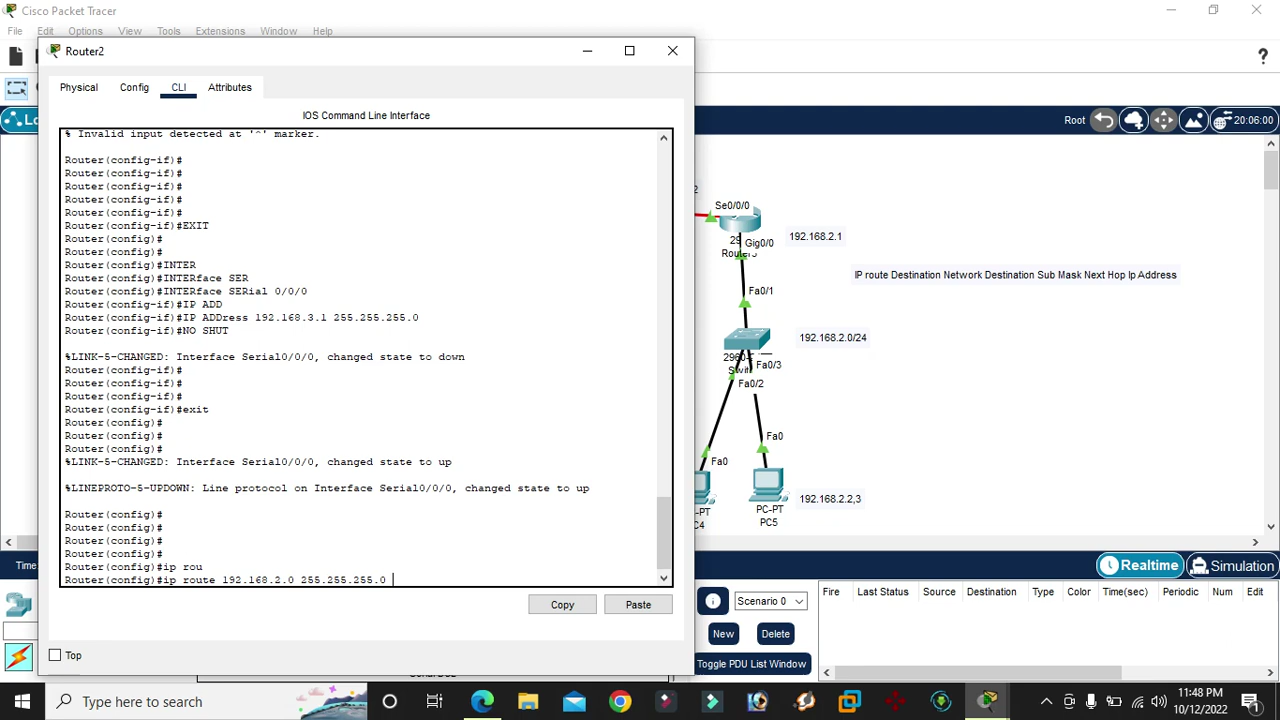 Cisco Packet Tracer
File Edit Options View Tools Extensions Window Help
Router2
Physical Config CLI Attributes
IOS Command Line Interface
% Invalid input detected at '^' marker.
Router(config-if)#
Router(config-if)#
Router(config-if)#
Router(config-if)#
Router(config-if)#
Router(config-if)#EXIT
Router(config)#
Router(config)#
Router(config)#INTER
Router(config)#INTERface SER
Router(config)#INTERface SERial 0/0/0
Router(config-if)#IP ADD
Router(config-if)#IP ADDress 192.168.3.1 255.255.255.0
Router(config-if)#NO SHUT
%LINK-5-CHANGED: Interface Serial0/0/0, changed state to down
Router(config-if)#
Router(config-if)#
Router(config-if)#
Router(config-if)#exit
Router(config)#
Router(config)#
Router(config)#
%LINK-5-CHANGED: Interface Serial0/0/0, changed state to up
%LINEPROTO-5-UPDOWN: Line protocol on Interface Serial0/0/0, changed state to up
Router(config)#
Router(config)#
Router(config)#
Router(config)#
Router(config)#ip rou
Router(config)#ip route 192.168.2.0 255.255.255.0
Copy Paste
Top
Root 20:06:00
2
Se0/0/0
29
Gig0/0
192.168.2.1
IP route Destination Network Destination Sub Mask Next Hop Ip Address
Fa0/1
192.168.2.0/24
2960-
Fa0/3
Fa0/2
Fa0
Fa0
-PT
C4
PC-PT
PC5
192.168.2.2,3
Time:
Realtime Simulation
Scenario 0
New Delete
Toggle PDU List Window
Fire Last Status Source Destination Type Color Time(sec) Periodic Num Edit
Type here to search
11:48 PM
10/12/2022
1